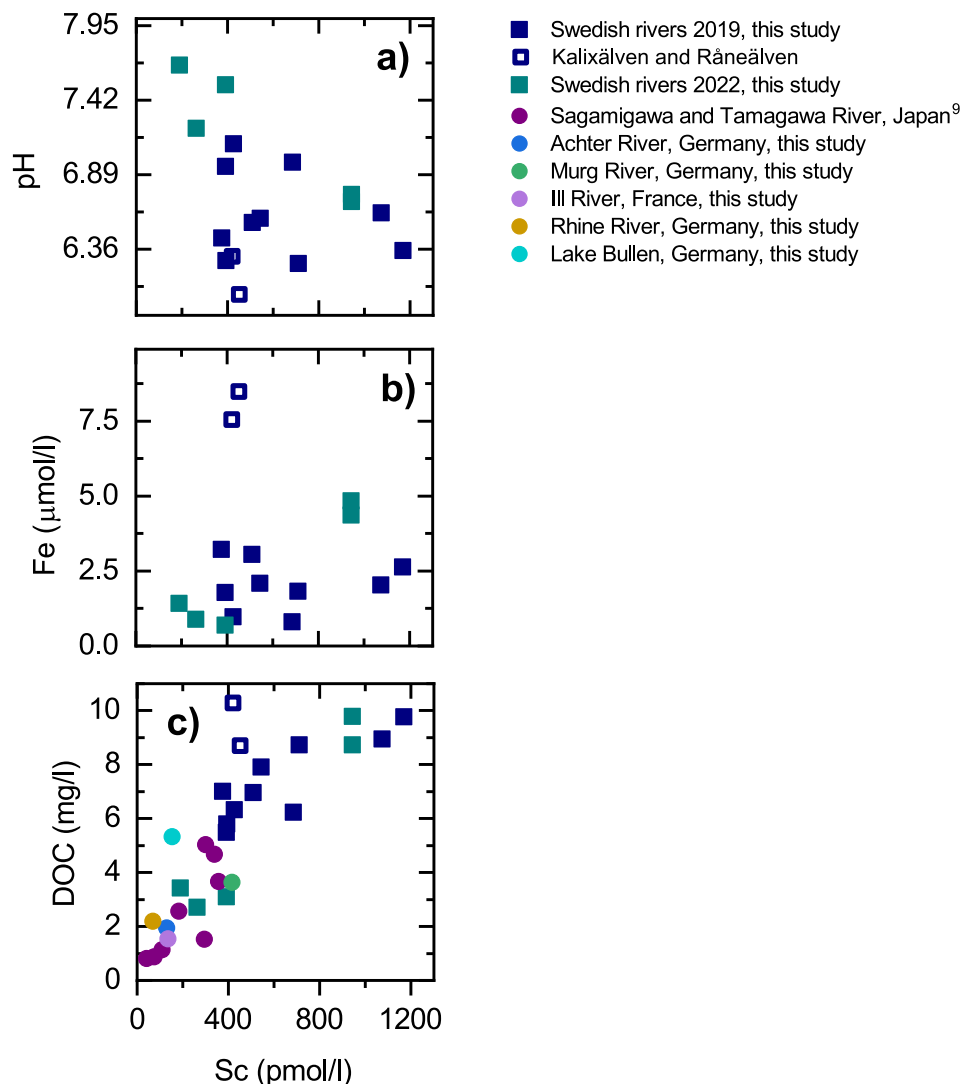 a)
7.95
7.42
6.89
6.36
pH
b)
7.5
5.0
2.5
0.0
Fe (μmol/l)
c)
10
8
6
4
2
0
DOC (mg/l)
0
400
800
1200
Sc (pmol/l)
Swedish rivers 2019, this study
Kalixälven and Råneälven
Swedish rivers 2022, this study
Sagamigawa and Tamagawa River, Japan⁹
Achter River, Germany, this study
Murg River, Germany, this study
Ill River, France, this study
Rhine River, Germany, this study
Lake Bullen, Germany, this study